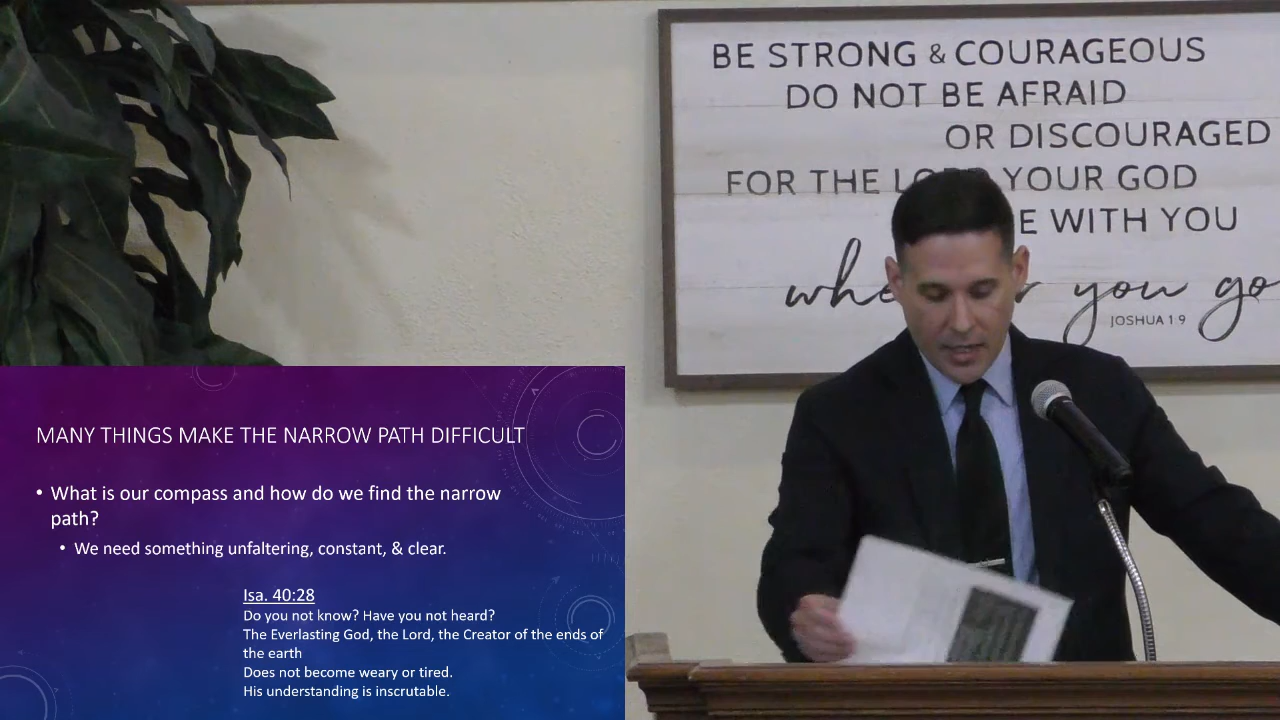 BE STRONG & COURAGEOUS
DO NOT BE AFRAID
OR DISCOURAGED
FOR THE YOUR GOD
WITH YOU
you go
JOSHUA 1 9
MANY THINGS MAKE THE NARROW PATH DIFFICULT
• What is our compass and how do we find the narrow
path?
• We need something unfaltering, constant, & clear.
Isa. 40:28
Do you not know? Have you not heard?
The Everlasting God, the Lord, the Creator of the ends of
the earth
Does not become weary or tired.
His understanding is inscrutable.